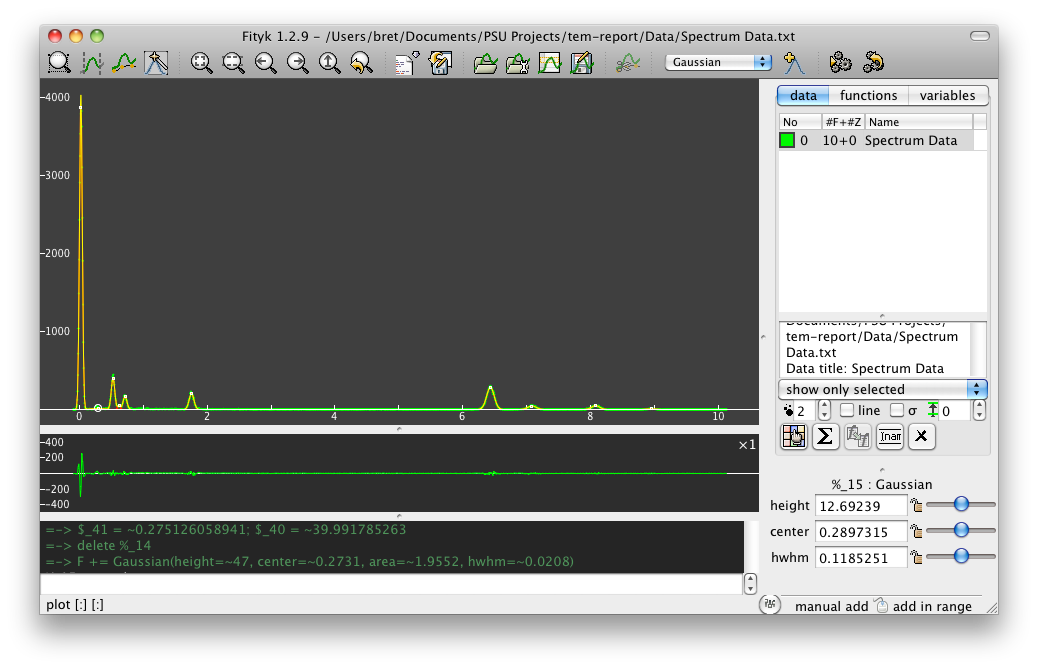 Fityk 1.2.9 – /Users/bret/Documents/PSU Projects/tem-report/Data/Spectrum Data.txt
Gaussian
4000
3000
2000
1000
0 2 4 6 8 10
400
200
-200
-400
×1
=-> $_41 = ~0.275126058941; $_40 = ~39.991785263
=-> delete %_14
=-> F += Gaussian(height=~47, center=~0.2731, area=~1.9552, hwhm=~0.0208)
plot [:] [:]
data functions variables
No #F+#Z Name
0 10+0 Spectrum Data
Documents/PSU Projects/
tem-report/Data/Spectrum
Data.txt
Data title: Spectrum Data
show only selected
2 line σ 0
Σ Inam x
%_15 : Gaussian
height 12.69239
center 0.2897315
hwhm 0.1185251
manual add add in range